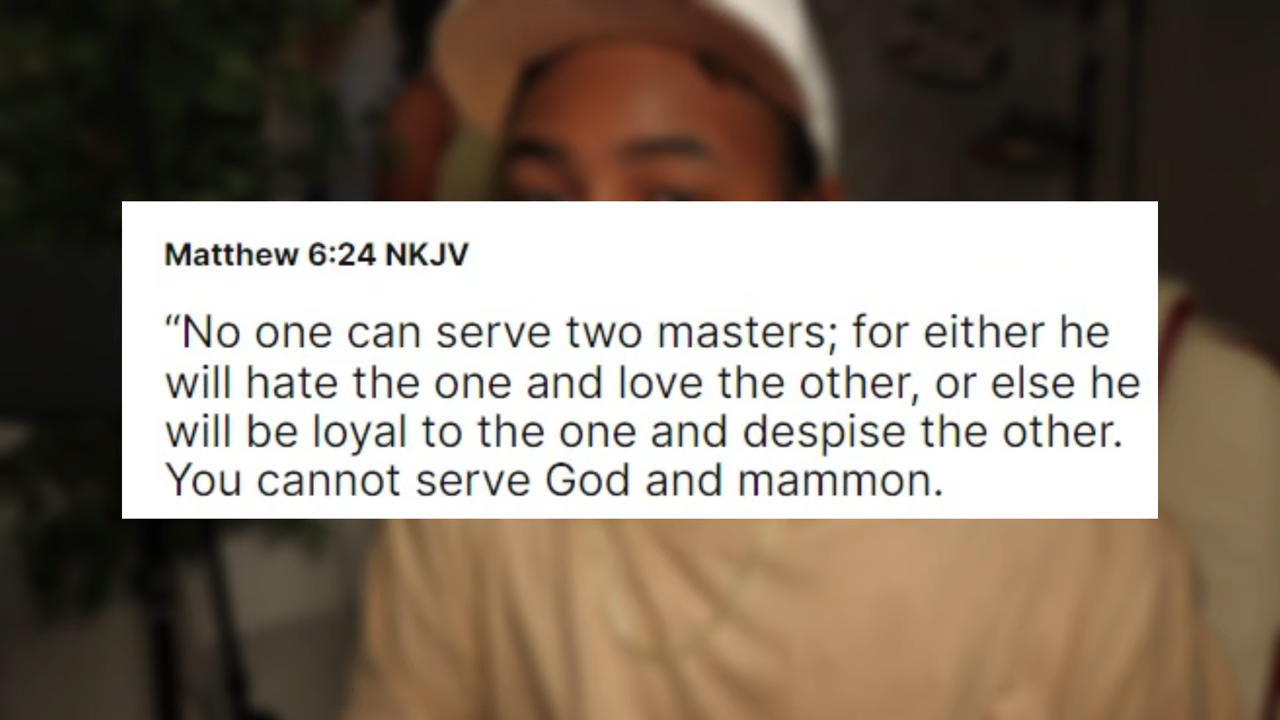 Matthew 6:24 NKJV
“No one can serve two masters; for either he
will hate the one and love the other, or else he
will be loyal to the one and despise the other.
You cannot serve God and mammon.